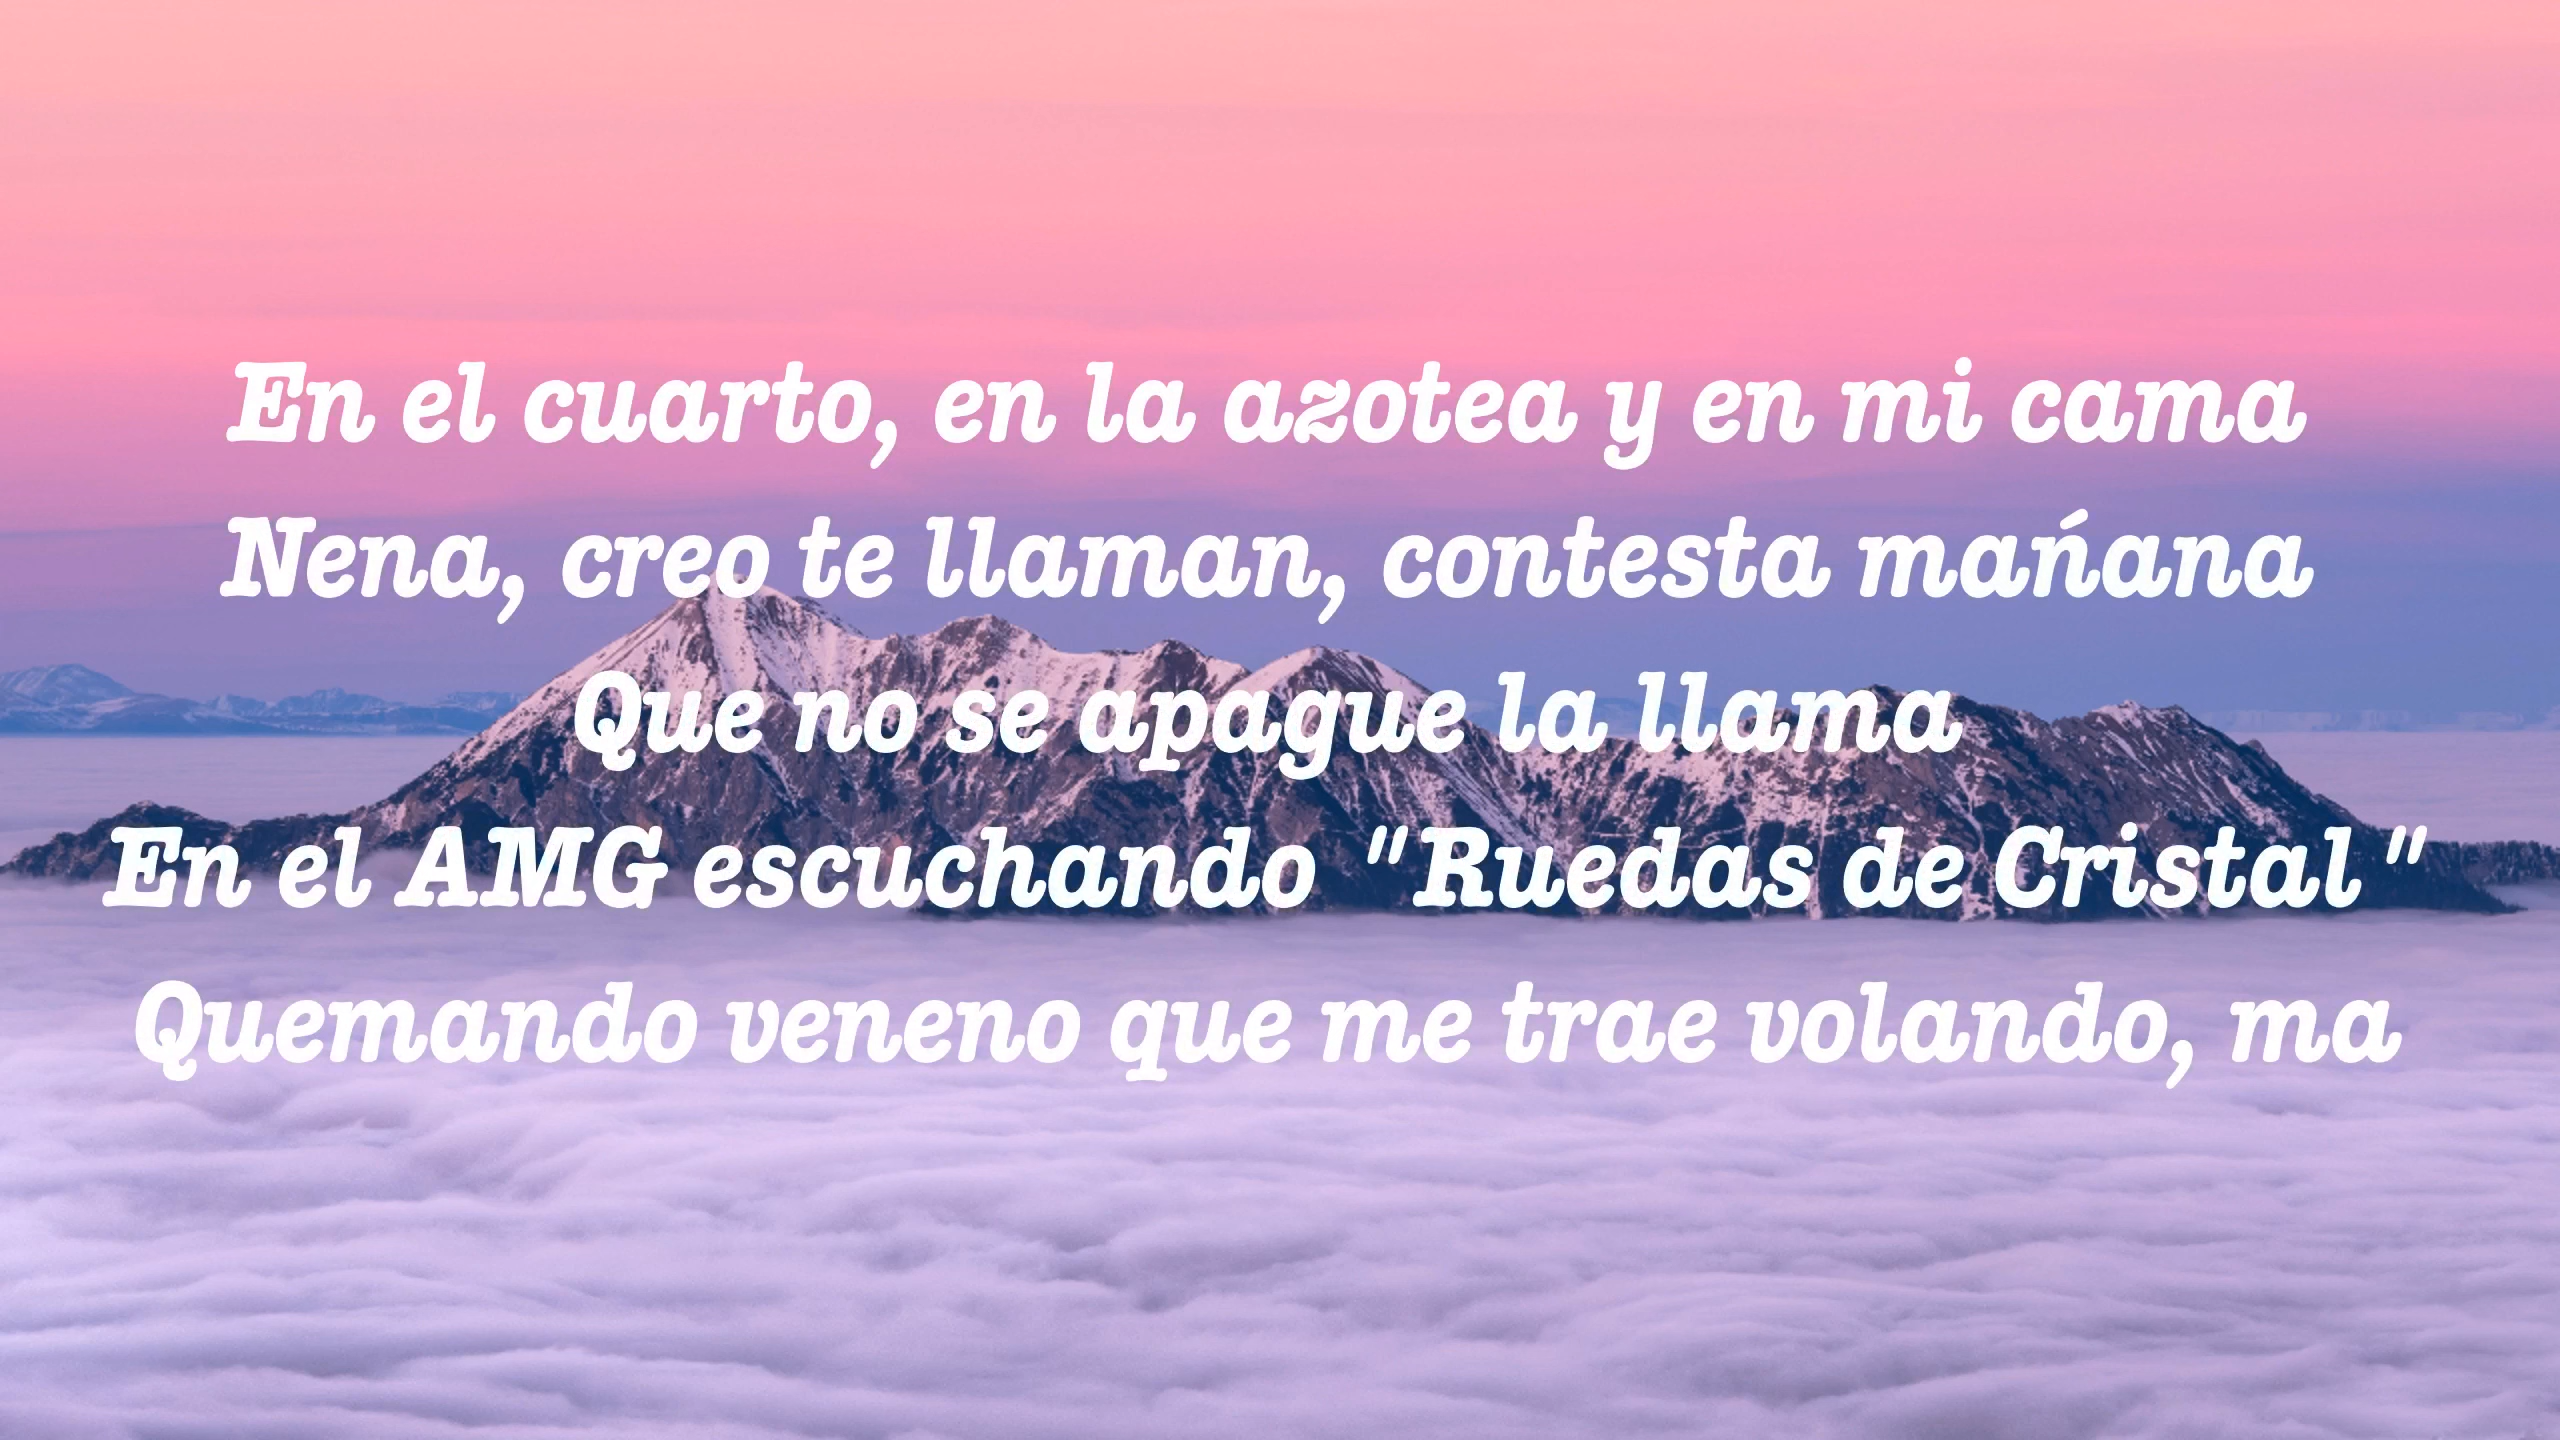 En el cuarto, en la azotea y en mi cama
Nena, creo te llaman, contesta mańana
Que no se apague la llama
En el AMG escuchando "Ruedas de Cristal"
Quemando veneno que me trae volando, ma